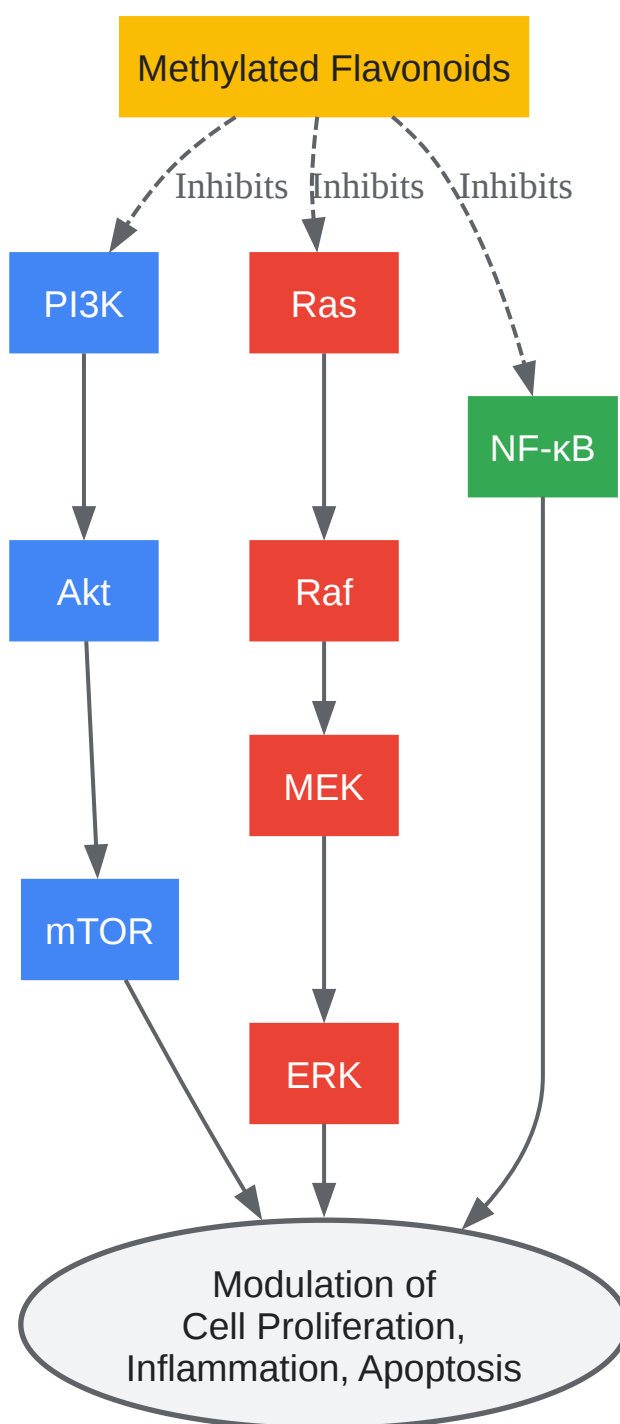 Methylated Flavonoids
Inhibits
Inhibits
Inhibits
PI3K
Ras
NF-κB
Akt
Raf
MEK
mTOR
ERK
Modulation of
Cell Proliferation,
Inflammation, Apoptosis